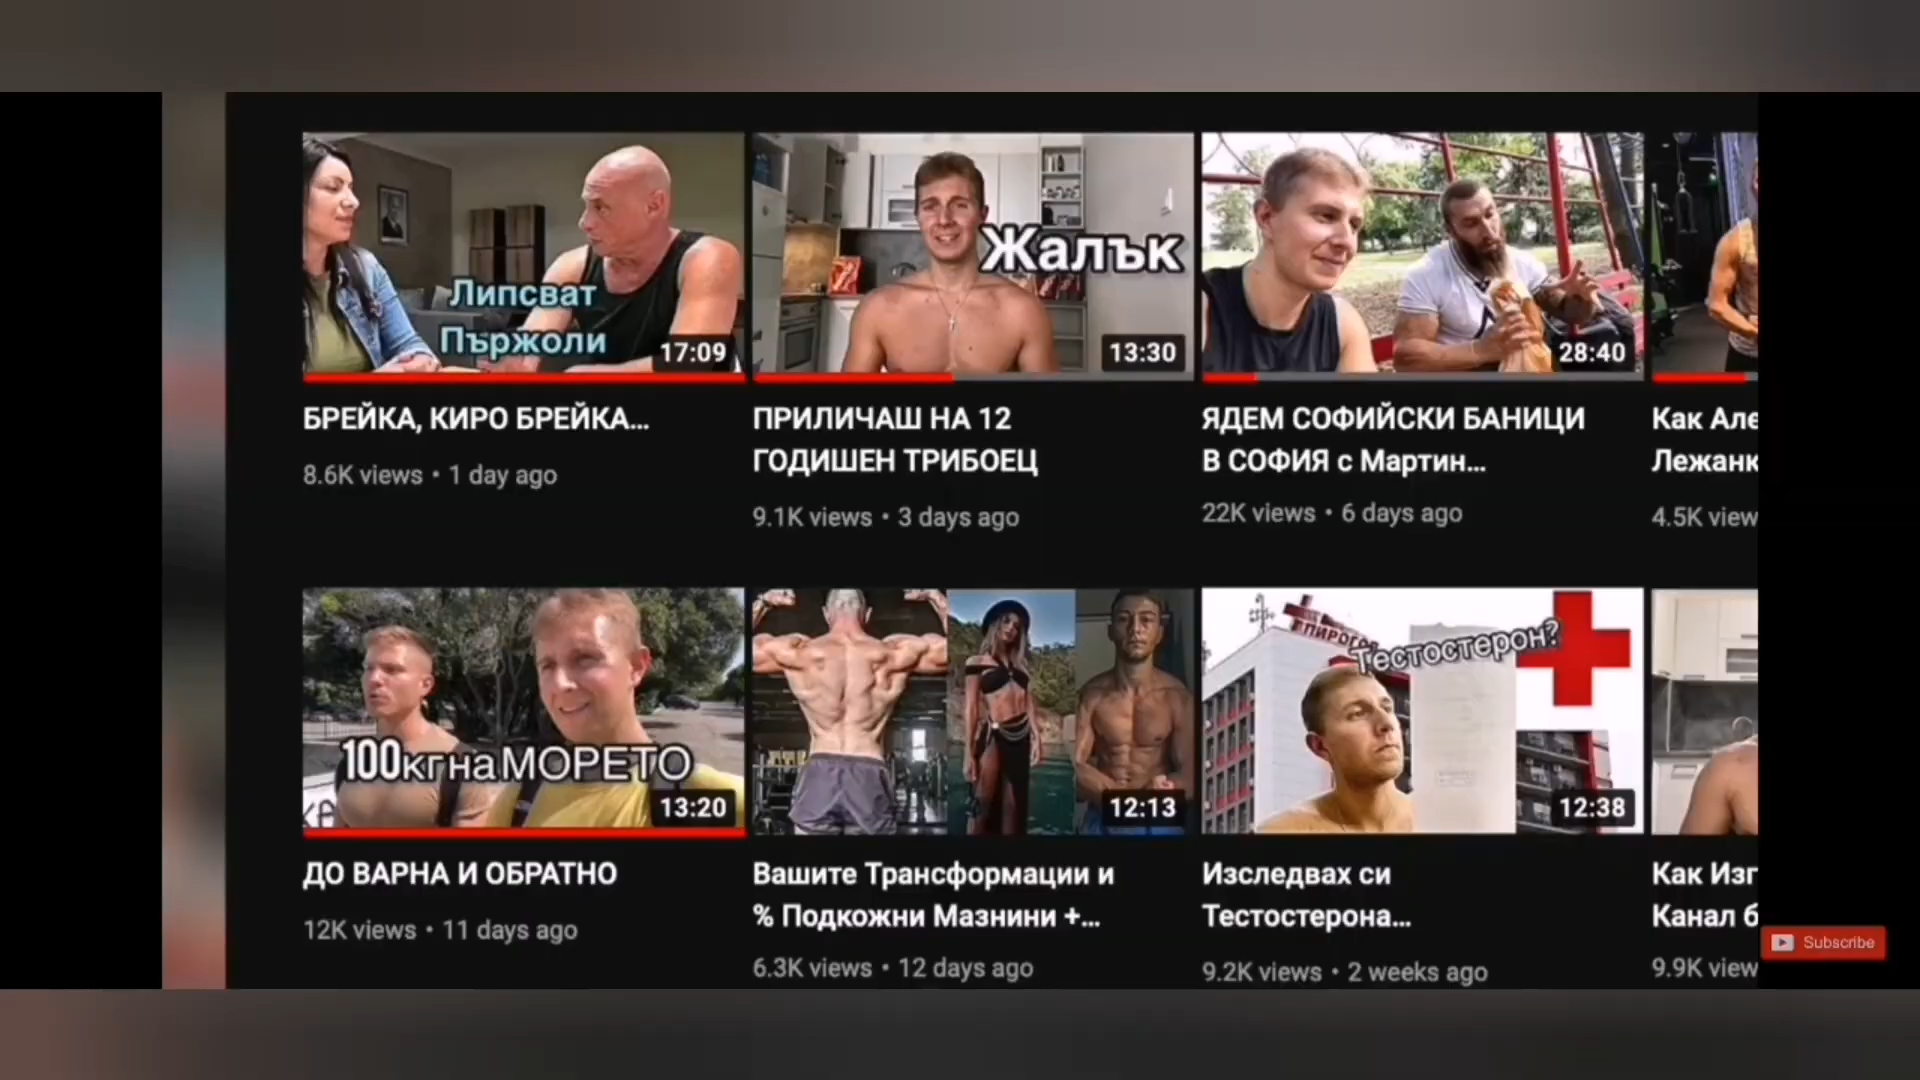 Липсват
Пържоли
17:09
Жалък
13:30
28:40
БРЕЙКА, КИРО БРЕЙКА...
8.6K views • 1 day ago
ПРИЛИЧАШ НА 12
ГОДИШЕН ТРИБОЕЦ
9.1K views • 3 days ago
ЯДЕМ СОФИЙСКИ БАНИЦИ
В СОФИЯ с Мартин...
22K views • 6 days ago
Как Але
Лежанк
4.5K view
100кг на МОРЕТО
13:20
12:13
ПИРОГОВ
Тестостерон?
12:38
ДО ВАРНА И ОБРАТНО
12K views • 11 days ago
Вашите Трансформации и
% Подкожни Мазнини +...
6.3K views • 12 days ago
Изследвах си
Тестостерона...
9.2K views • 2 weeks ago
Как Изг
Канал б
9.9K view
Subscribe